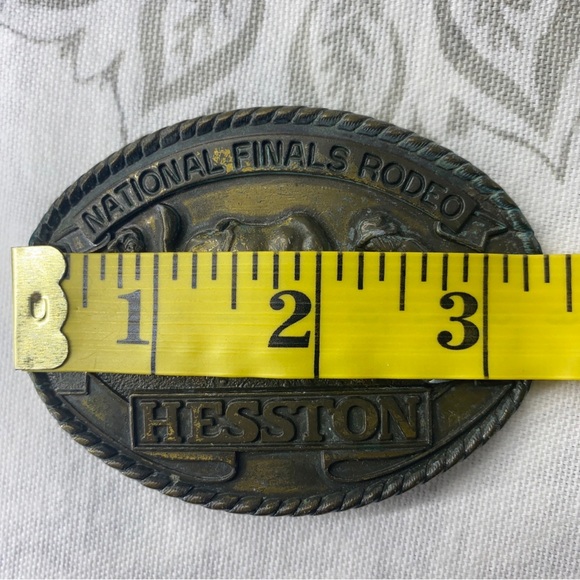 NATIONAL FINALS RODEO
1 2 3
HESSTON